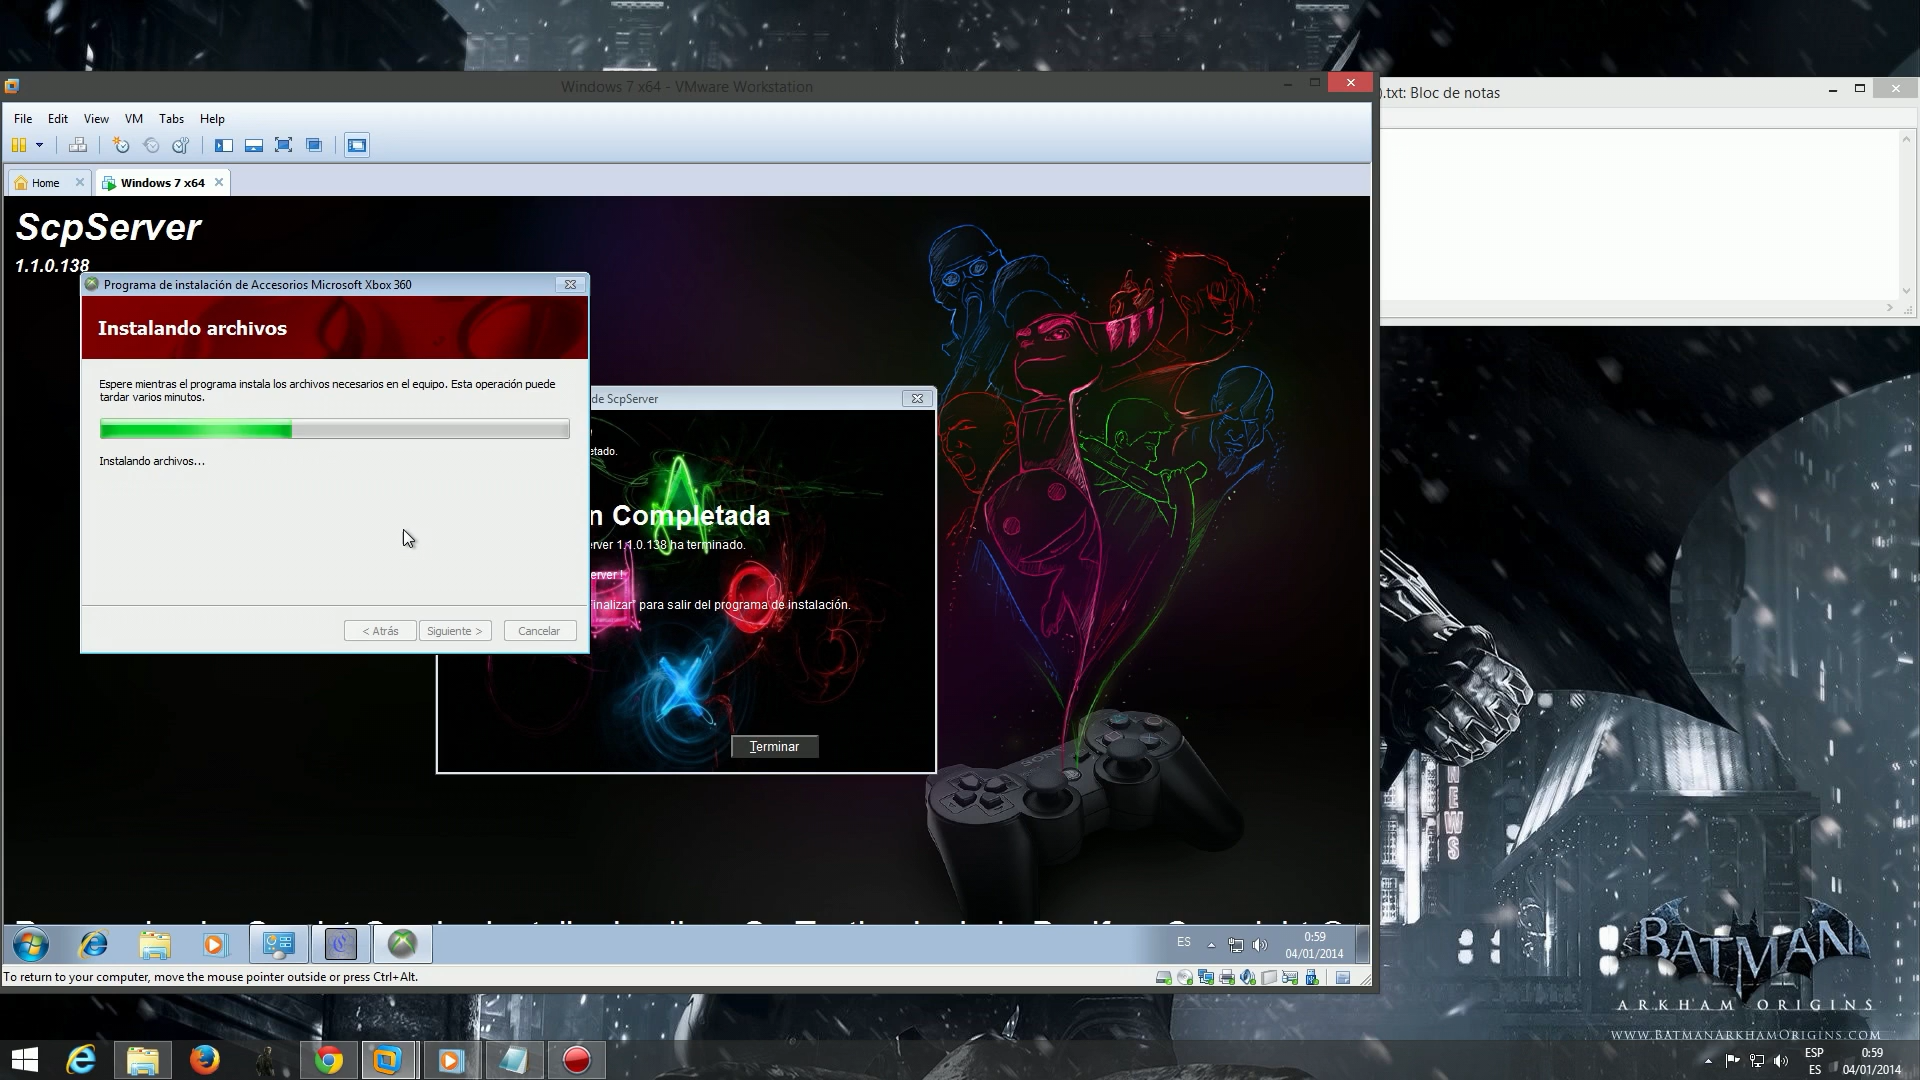 Windows 7 x64 - VMware Workstation
).txt: Bloc de notas
File Edit View VM Tabs Help
Home
Windows 7 x64
ScpServer
1.1.0.138
Programa de instalación de Accesorios Microsoft Xbox 360
Instalando archivos
Espere mientras el programa instala los archivos necesarios en el equipo. Esta operación puede
tardar varios minutos.
Instalando archivos...
< Atrás
Siguiente >
Cancelar
de ScpServer
etado.
n Completada
erver 1.1.0.138 ha terminado.
erver !
Finalizar" para salir del programa de instalación.
Terminar
SONY
NEWS
ES
0:59
04/01/2014
To return to your computer, move the mouse pointer outside or press Ctrl+Alt.
BATMAN
ARKHAM ORIGINS
WWW.BATMANARKHAMORIGINS.COM
ESP
ES
0:59
04/01/2014